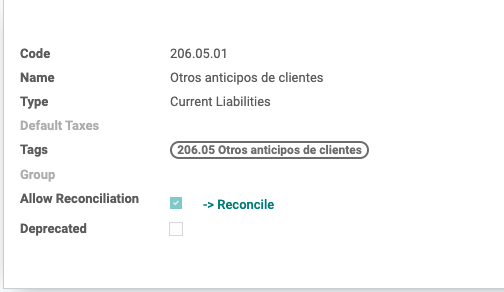 Code 206.05.01
Name Otros anticipos de clientes
Type Current Liabilities
Default Taxes
Tags 206.05 Otros anticipos de clientes
Group
Allow Reconciliation -> Reconcile
Deprecated